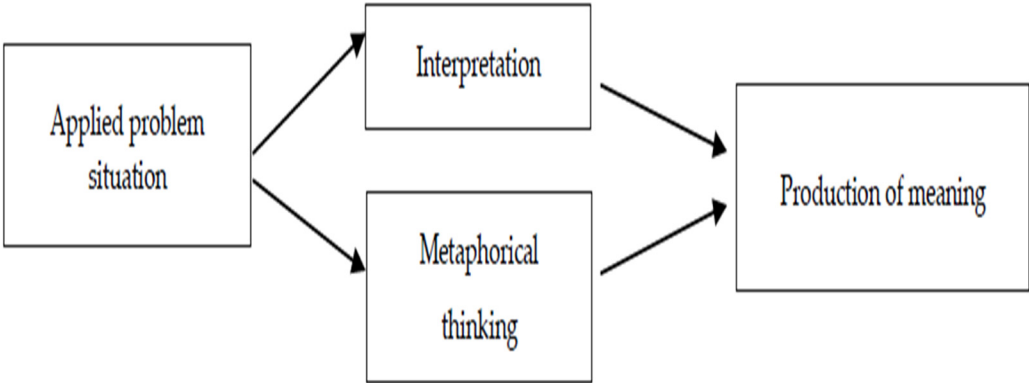 Applied problem
situation
Interpretation
Metaphorical
thinking
Production of meaning